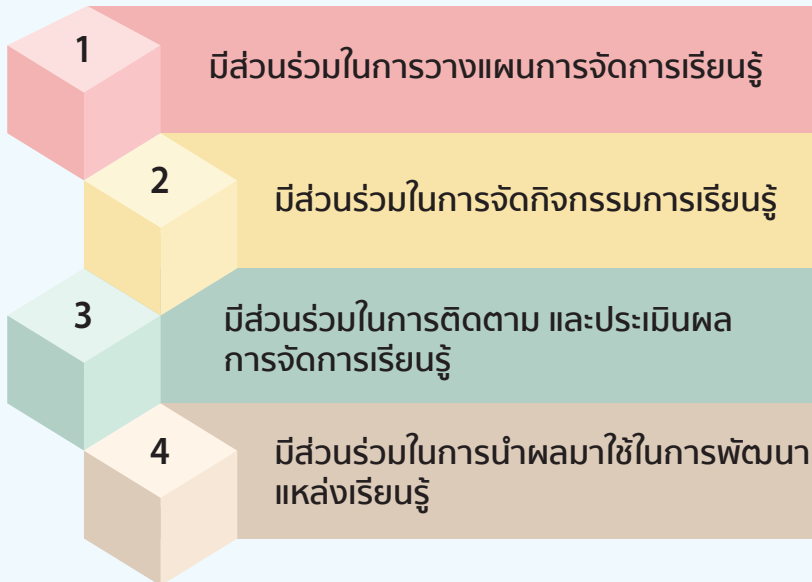 1
มีส่วนร่วมในการวางแผนการจัดการเรียนรู้
2
มีส่วนร่วมในการจัดกิจกรรมการเรียนรู้
3
มีส่วนร่วมในการติดตาม และประเมินผล
การจัดการเรียนรู้
4
มีส่วนร่วมในการนำผลมาใช้ในการพัฒนา
แหล่งเรียนรู้